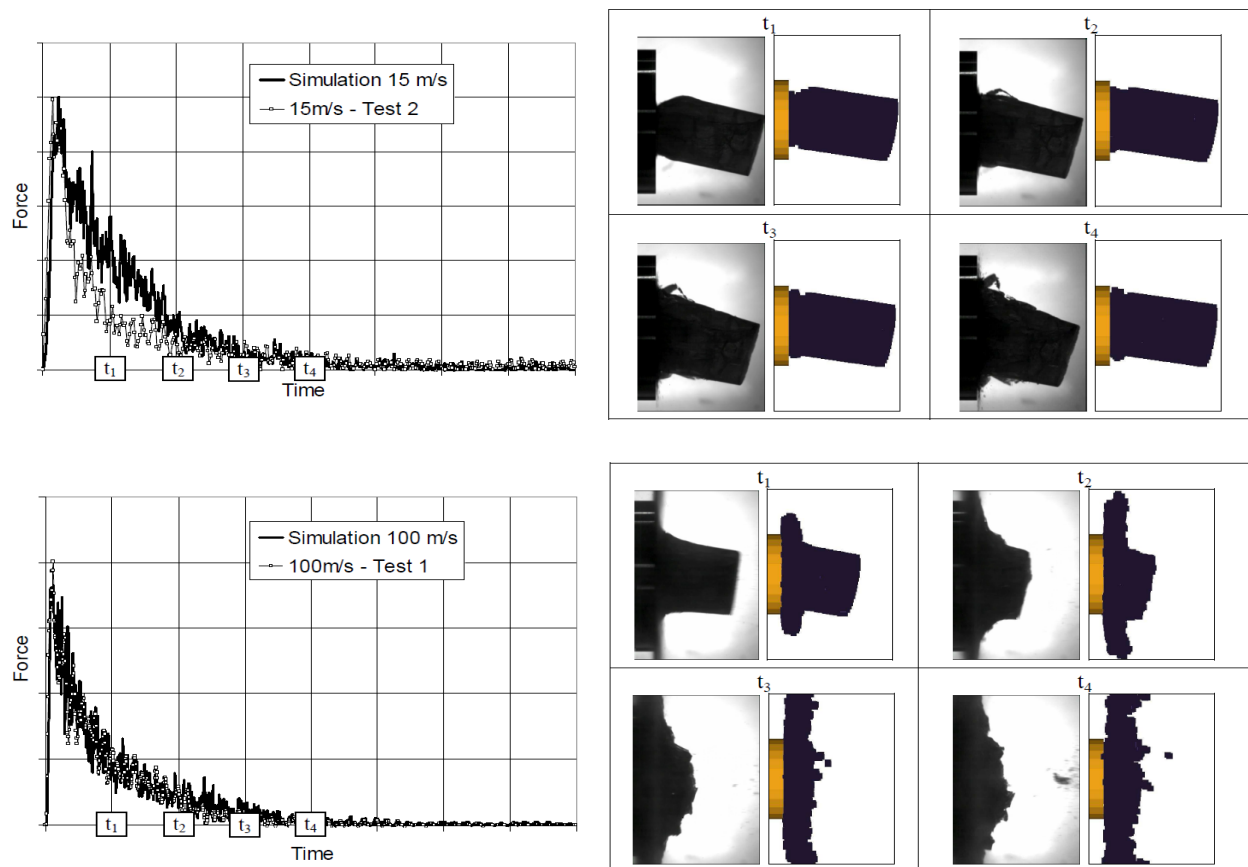 Simulation 15 m/s
15m/s - Test 2
Force
t1
t2
t3
t4
Time
t1
t2
t3
t4
Simulation 100 m/s
100m/s - Test 1
Force
t1
t2
t3
t4
Time
t1
t2
t3
t4